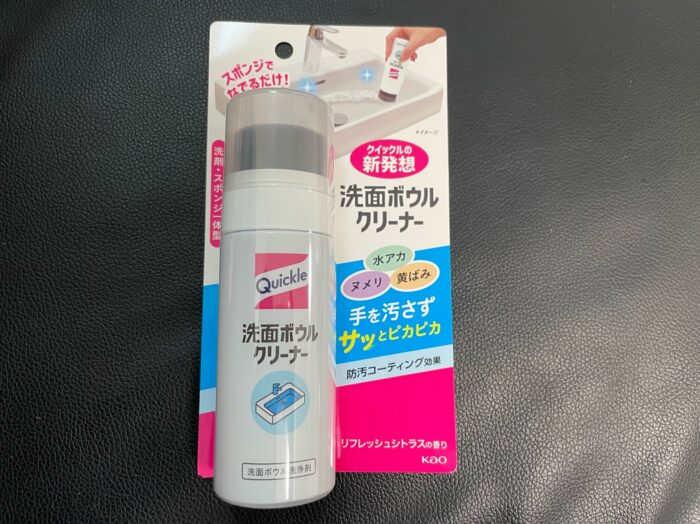 スポンジで
なでるだけ!
洗剤・スポンジ一体型
※イメージ
クイックルの
新発想
洗面ボウル
クリーナー
水アカ
ヌメリ
黄ばみ
手を汚さず
サッとピカピカ
防汚コーティング効果
リフレッシュシトラスの香り
Kao
Quickle
洗面ボウル
クリーナー
洗面ボウル洗浄剤